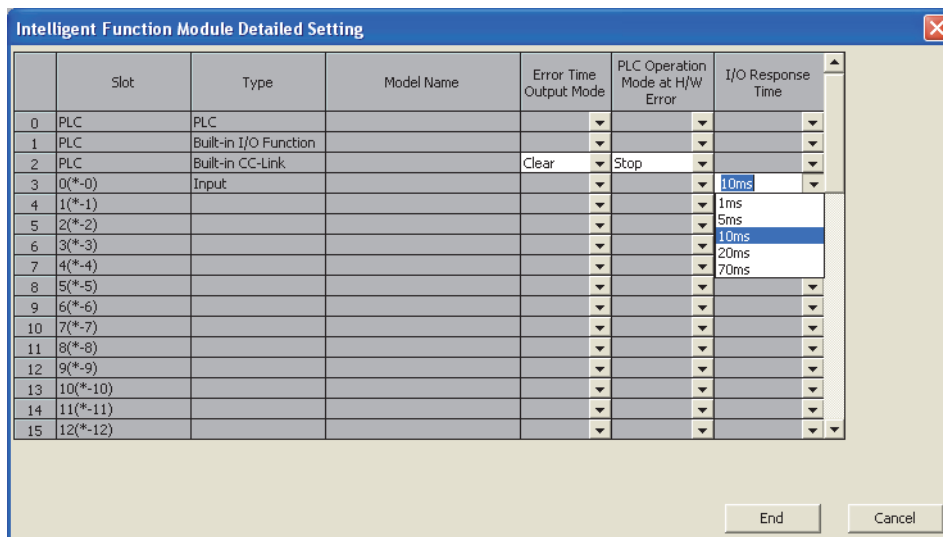 Intelligent Function Module Detailed Setting
Slot Type Model Name Error Time Output Mode PLC Operation Mode at H/W Error I/O Response Time
0 PLC PLC
1 PLC Built-in I/O Function
2 PLC Built-in CC-Link Clear Stop
3 0(*-0) Input 10ms
4 1(*-1) 1ms
5 2(*-2) 5ms
6 3(*-3) 10ms
7 4(*-4) 20ms
70ms
8 5(*-5)
9 6(*-6)
10 7(*-7)
11 8(*-8)
12 9(*-9)
13 10(*-10)
14 11(*-11)
15 12(*-12)
End Cancel